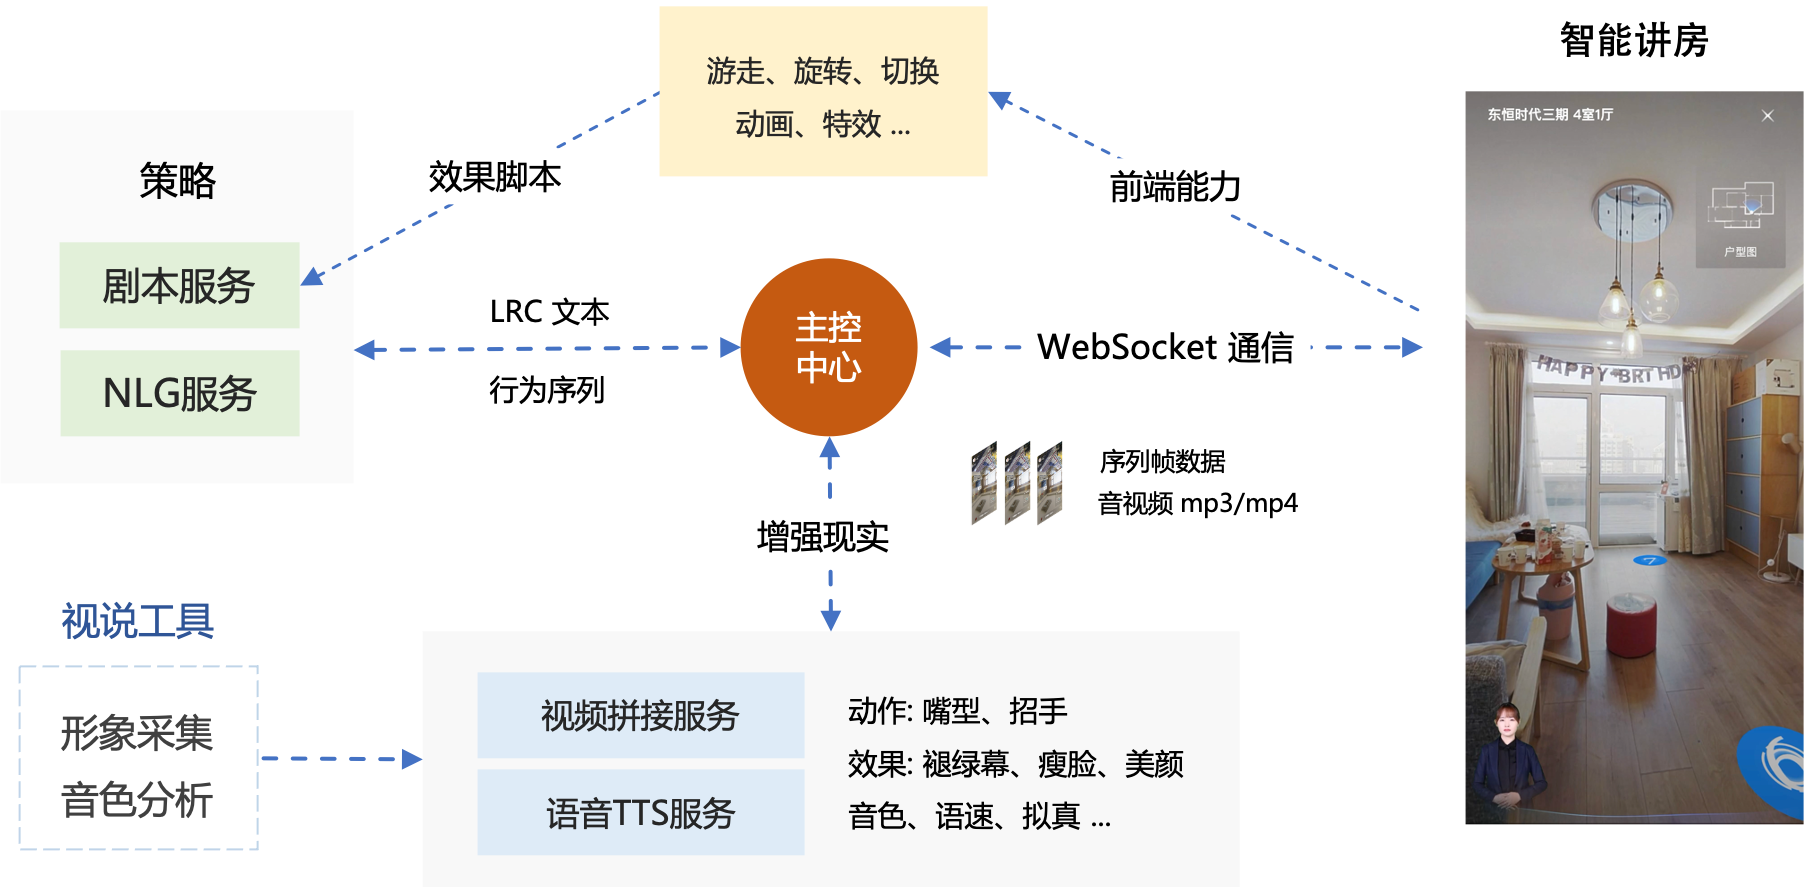 智能讲房
游走、旋转、切换
动画、特效 ...
效果脚本
前端能力
策略
剧本服务
NLG服务
LRC 文本
行为序列
主控
中心
WebSocket 通信
序列帧数据
音视频 mp3/mp4
增强现实
视说工具
形象采集
音色分析
视频拼接服务
语音TTS服务
动作: 嘴型、招手
效果: 褪绿幕、瘦脸、美颜
音色、语速、拟真 ...
东恒时代三期 4室1厅
户型图
HAPPY BRTHD